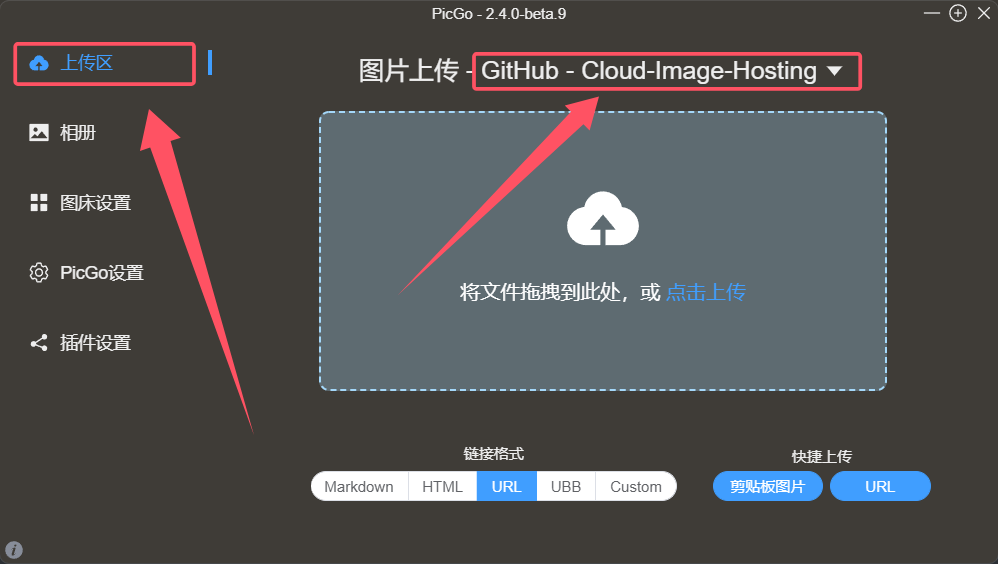 PicGo - 2.4.0-beta.9
上传区
相册
图床设置
PicGo设置
插件设置
图片上传 - GitHub - Cloud-Image-Hosting
将文件拖拽到此处，或 点击上传
链接格式
Markdown HTML URL UBB Custom
快捷上传
剪贴板图片 URL